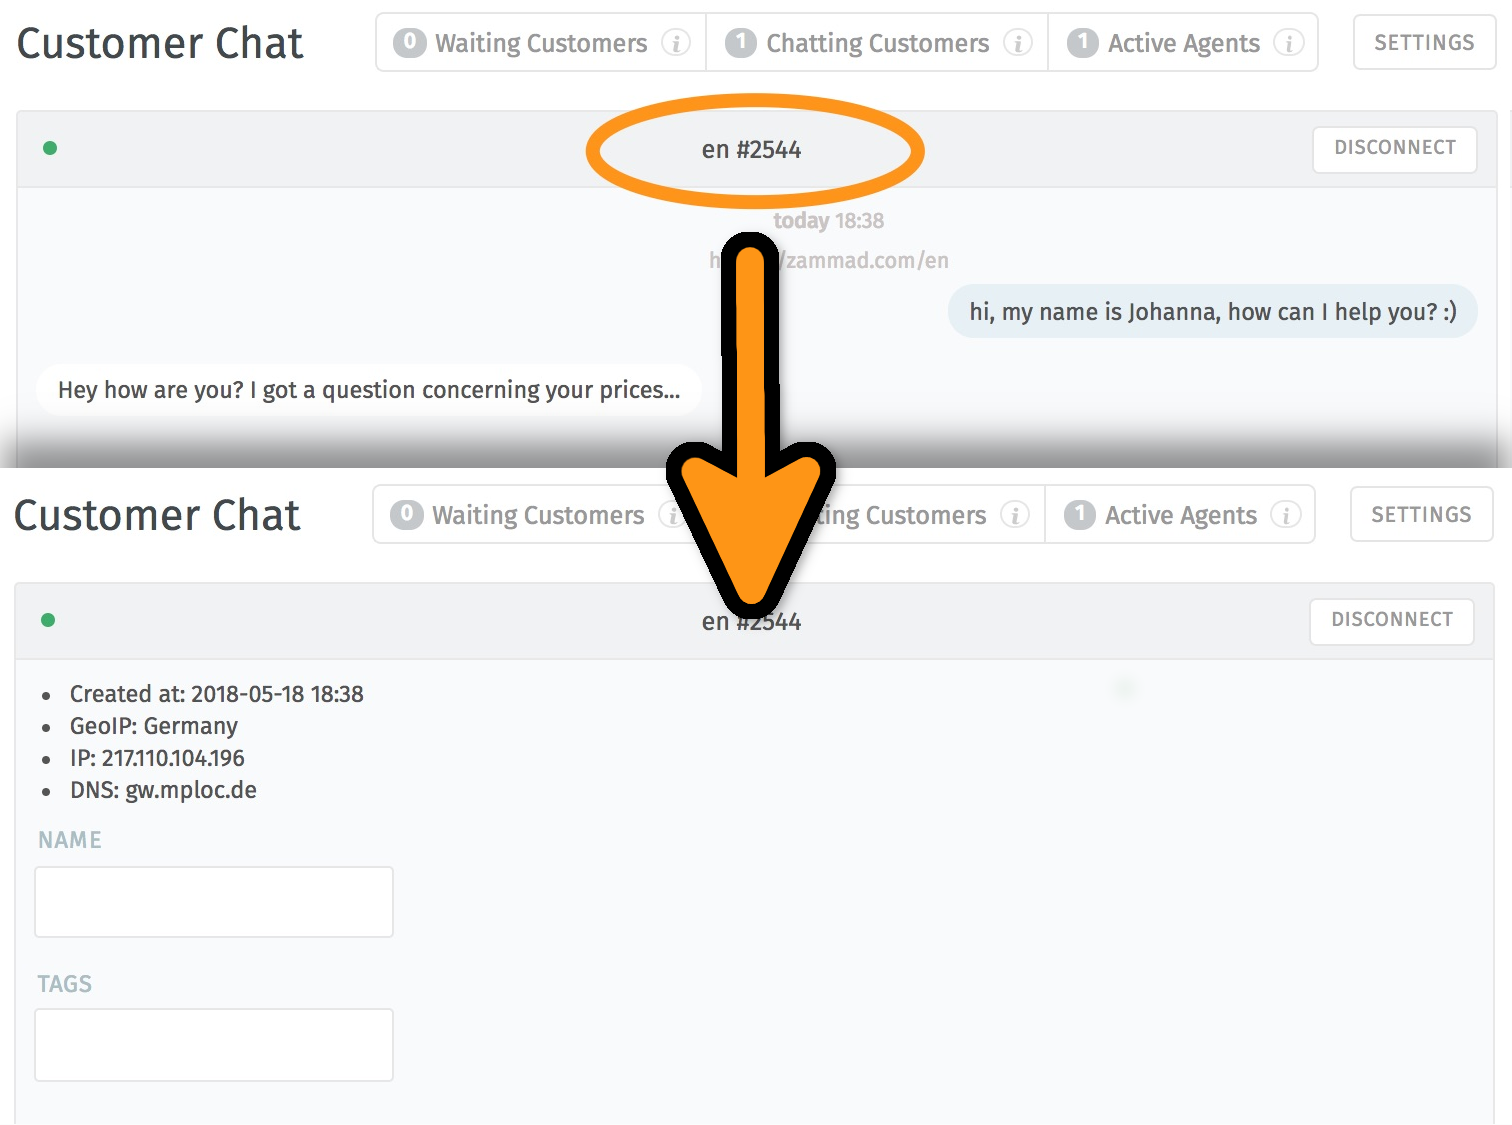 Customer Chat
0 Waiting Customers i
1 Chatting Customers i
1 Active Agents i
SETTINGS
en #2544
DISCONNECT
today 18:38
/zammad.com/en
hi, my name is Johanna, how can I help you? :)
Hey how are you? I got a question concerning your prices...
Customer Chat
0 Waiting Customers i
Customers i
1 Active Agents i
SETTINGS
en #2544
DISCONNECT
• Created at: 2018-05-18 18:38
• GeoIP: Germany
• IP: 217.110.104.196
• DNS: gw.mploc.de
NAME
TAGS